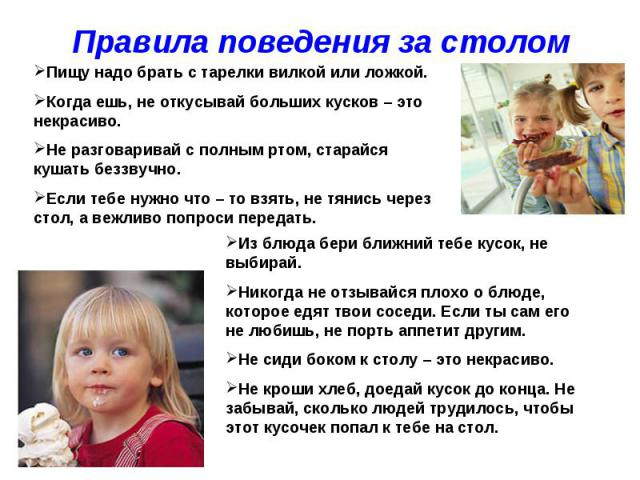 Правила поведения за столом
➢Пищу надо брать с тарелки вилкой или ложкой.
➢Когда ешь, не откусывай больших кусков – это
некрасиво.
➢Не разговаривай с полным ртом, старайся
кушать беззвучно.
➢Если тебе нужно что – то взять, не тянись через
стол, а вежливо попроси передать.
➢Из блюда бери ближний тебе кусок, не
выбирай.
➢Никогда не отзывайся плохо о блюде,
которое едят твои соседи. Если ты сам его
не любишь, не порть аппетит другим.
➢Не сиди боком к столу – это некрасиво.
➢Не кроши хлеб, доедай кусок до конца. Не
забывай, сколько людей трудилось, чтобы
этот кусочек попал к тебе на стол.